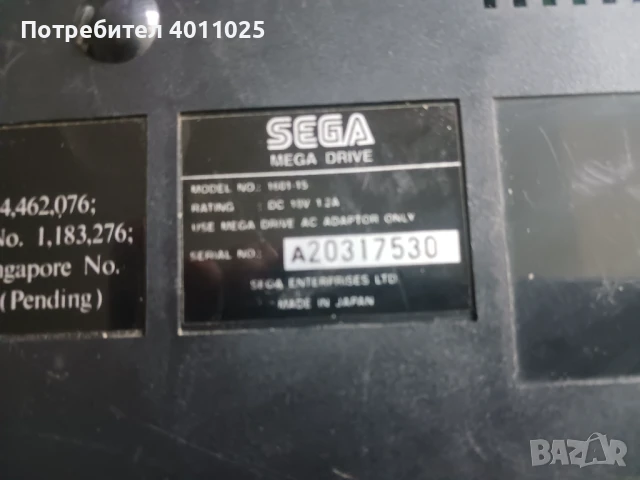 Потребител 4011025
SEGA
MEGA DRIVE
MODEL NO.: 1601-15
RATING : DC 10V 1.2A
USE MEGA DRIVE AC ADAPTOR ONLY
SERIAL NO.: A20317530
SEGA ENTERPRISES LTD.
MADE IN JAPAN
4,462,076;
No. 1,183,276;
ngapore No.
(Pending)
BAZAR